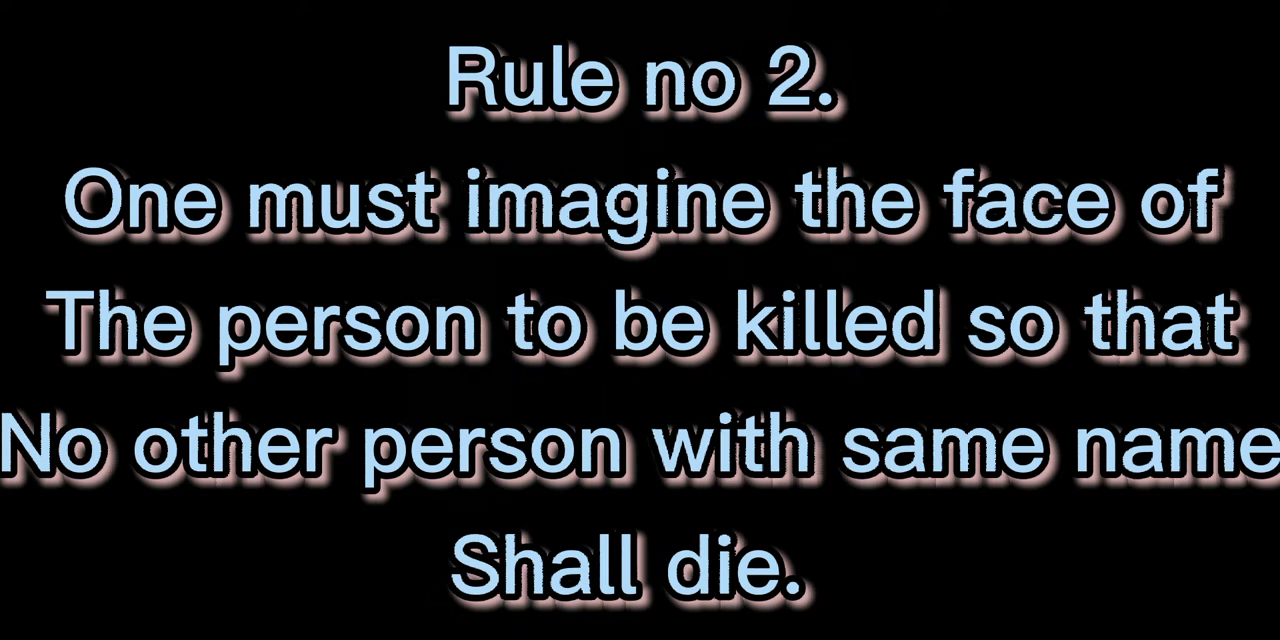 Rule no 2.
One must imagine the face of
The person to be killed so that
No other person with same name
Shall die.